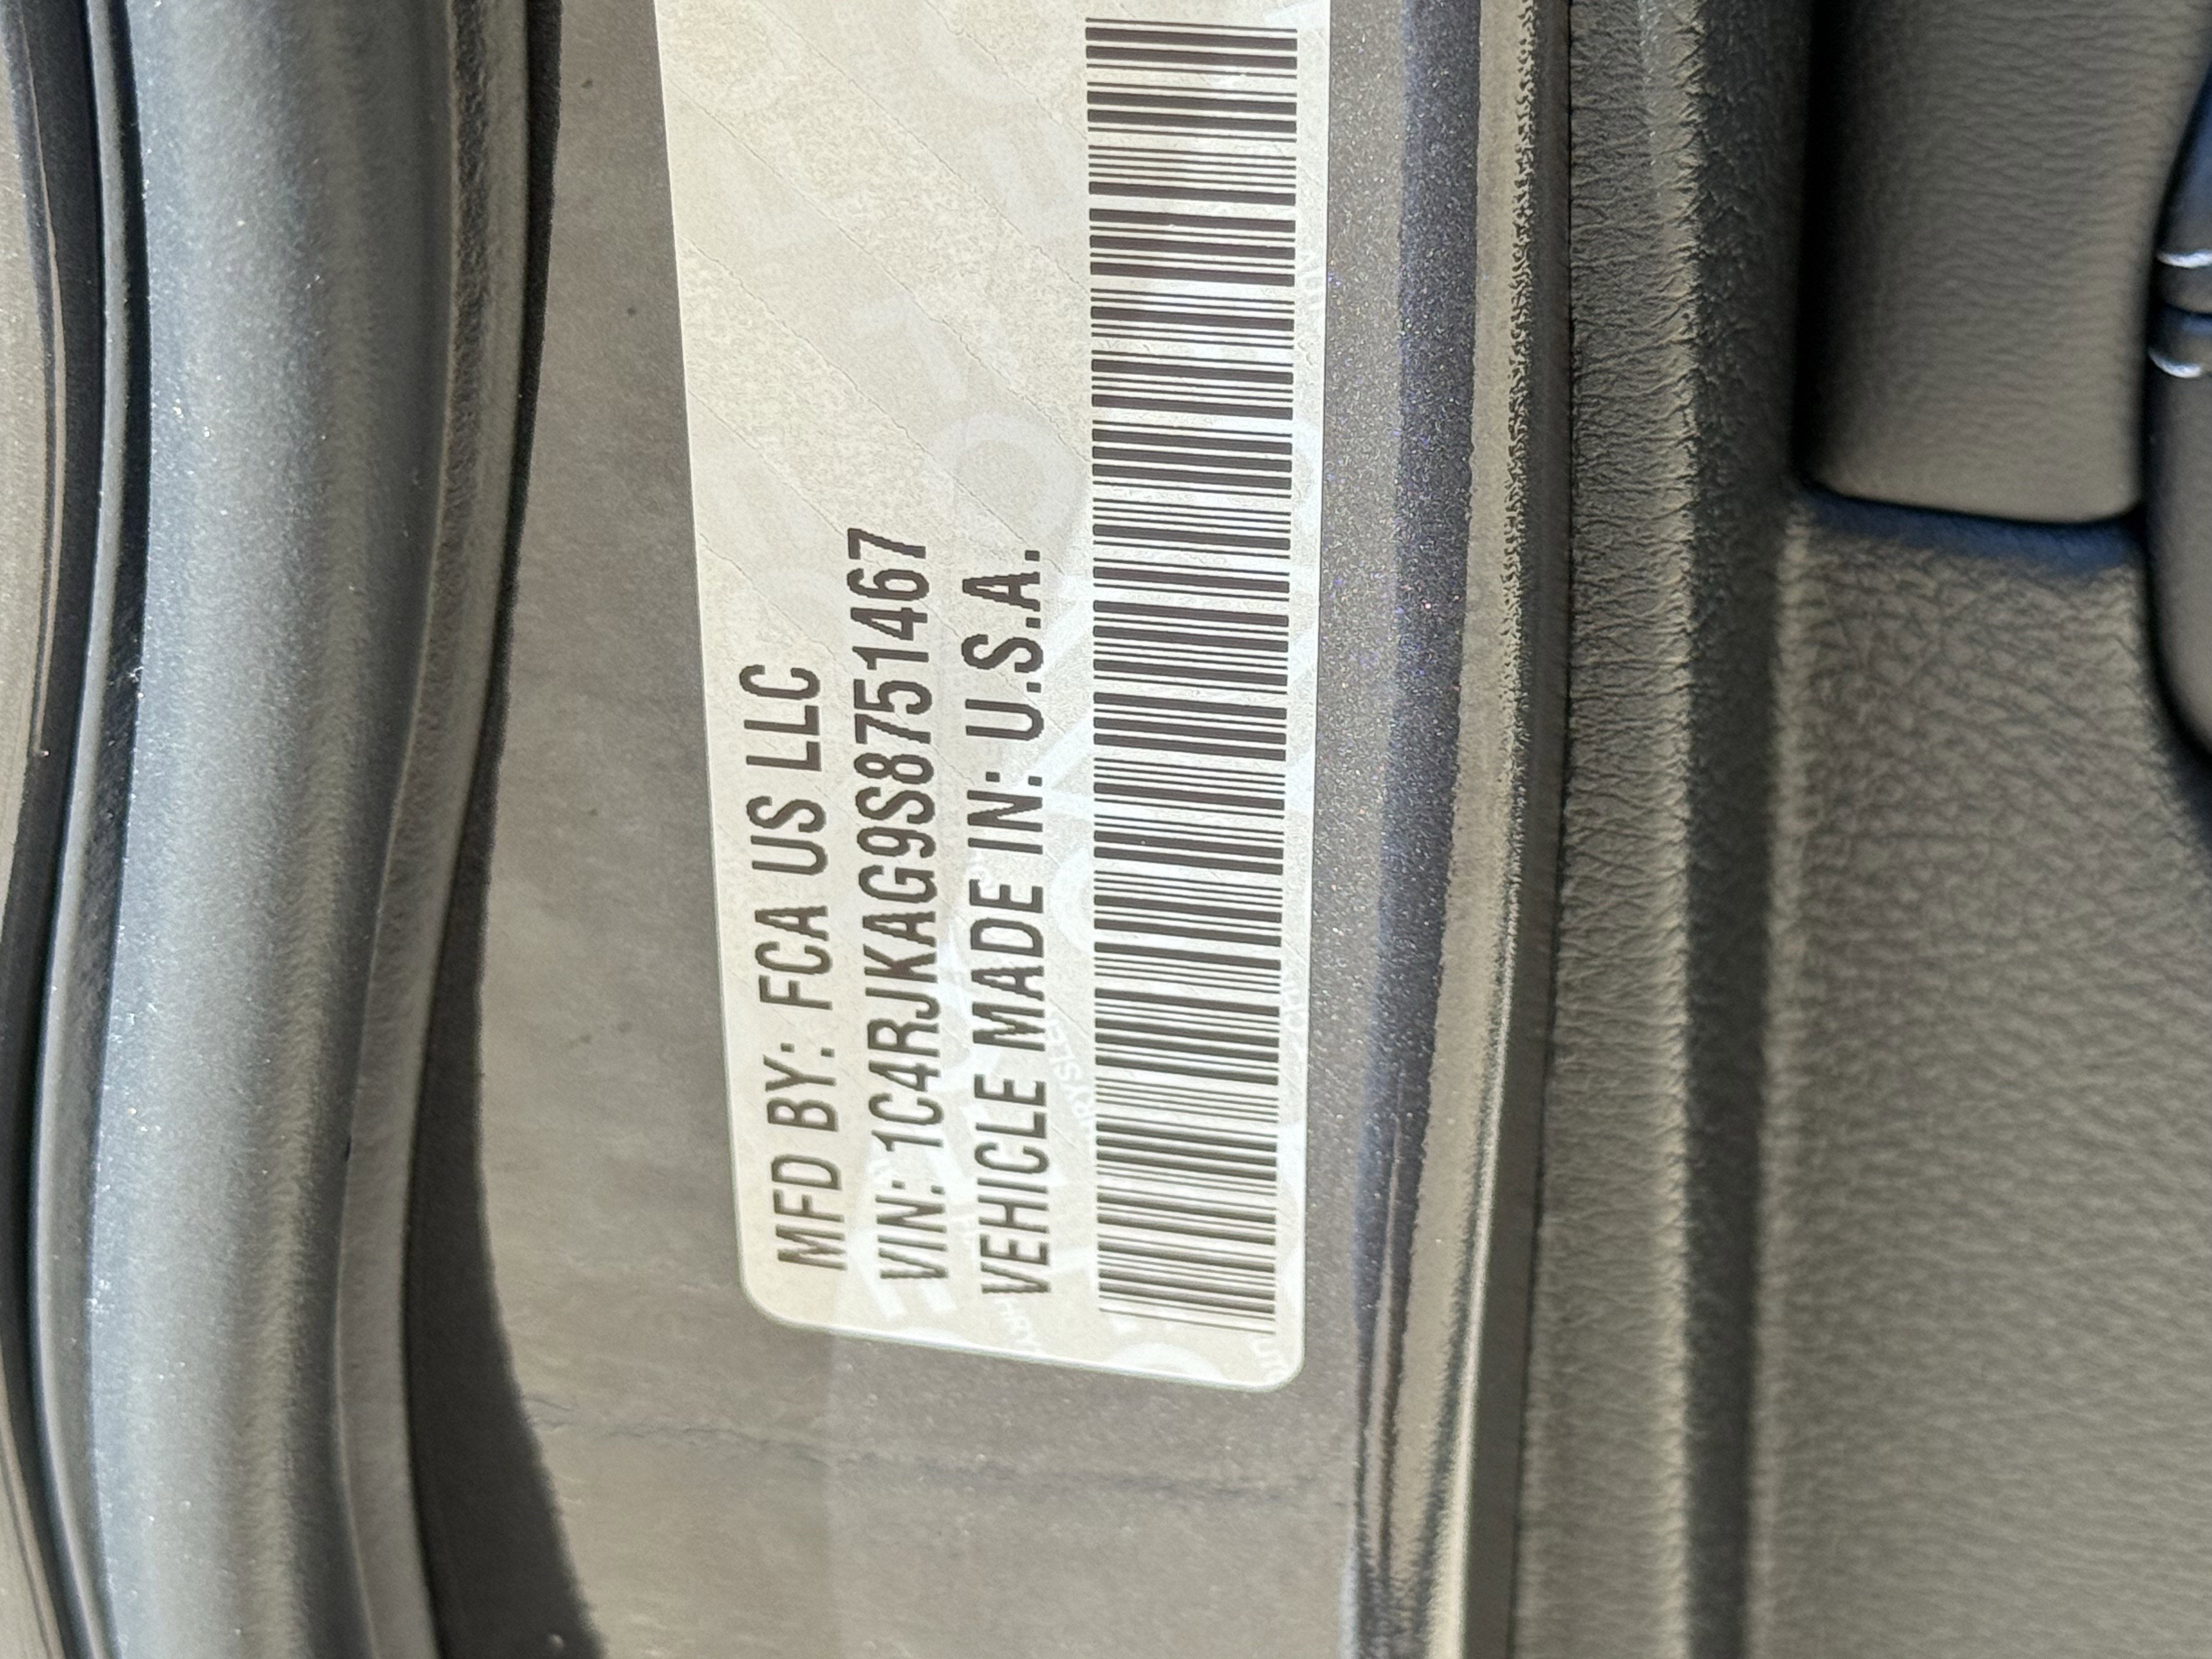 MFD BY: FCA US LLC
VIN: 1C4RJKAG9S8751467
VEHICLE MADE IN: U.S.A.